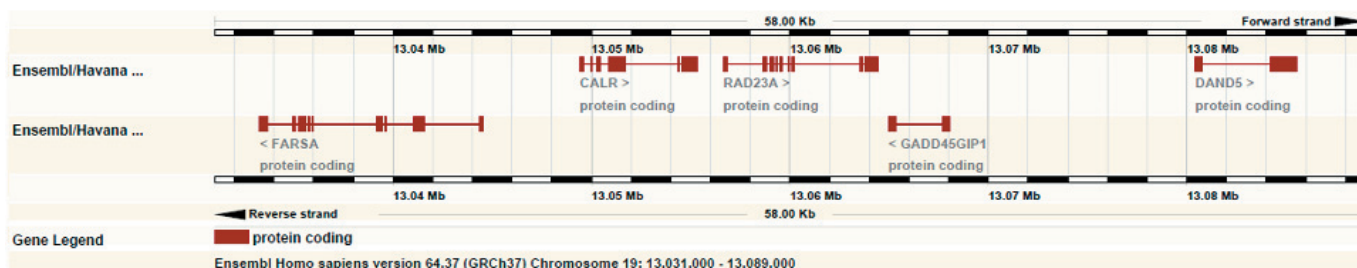 58.00 Kb Forward strand
13.04 Mb 13.05 Mb 13.06 Mb 13.07 Mb 13.08 Mb
Ensembl/Havana ...
CALR > RAD23A > DAND5 >
protein coding protein coding protein coding
Ensembl/Havana ...
< FARSA < GADD45GIP1
protein coding protein coding
13.04 Mb 13.05 Mb 13.06 Mb 13.07 Mb 13.08 Mb
Reverse strand 58.00 Kb
Gene Legend protein coding
Ensembl Homo sapiens version 64.37 (GRCh37) Chromosome 19: 13,031,000 - 13,089,000